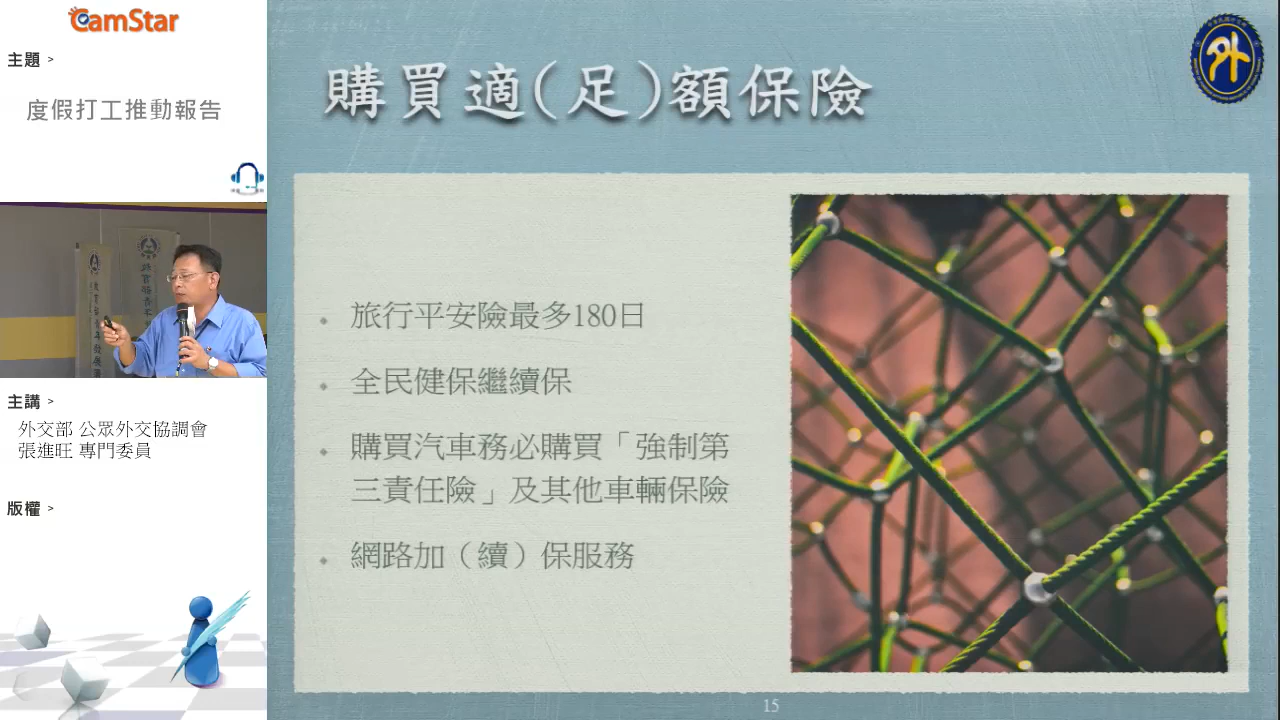 CamStar
主題 >
度假打工推動報告
主講 >
外交部 公眾外交協調會
張進旺 專門委員
版權 >
購買適(足)額保險
• 旅行平安險最多180日
• 全民健保繼續保
• 購買汽車務必購買「強制第
三責任險」及其他車輛保險
• 網路加（續）保服務
15
外